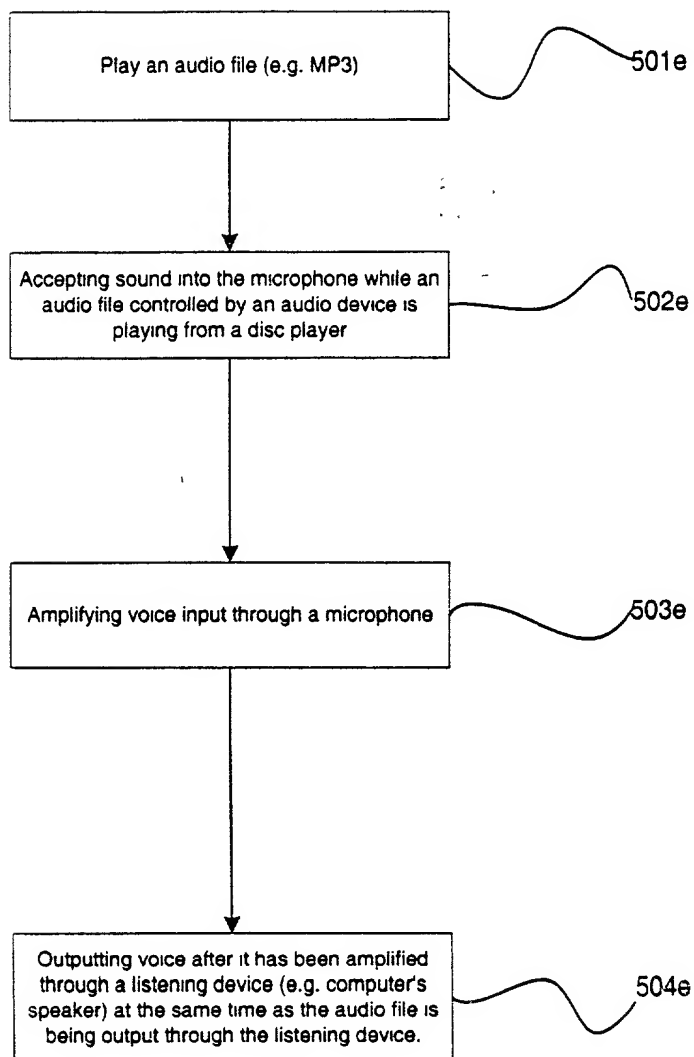 Play an audio file (e.g. MP3)
501e
Accepting sound into the microphone while an
audio file controlled by an audio device is
playing from a disc player
502e
Amplifying voice input through a microphone
503e
Outputting voice after it has been amplified
through a listening device (e.g. computer's
speaker) at the same time as the audio file is
being output through the listening device.
504e